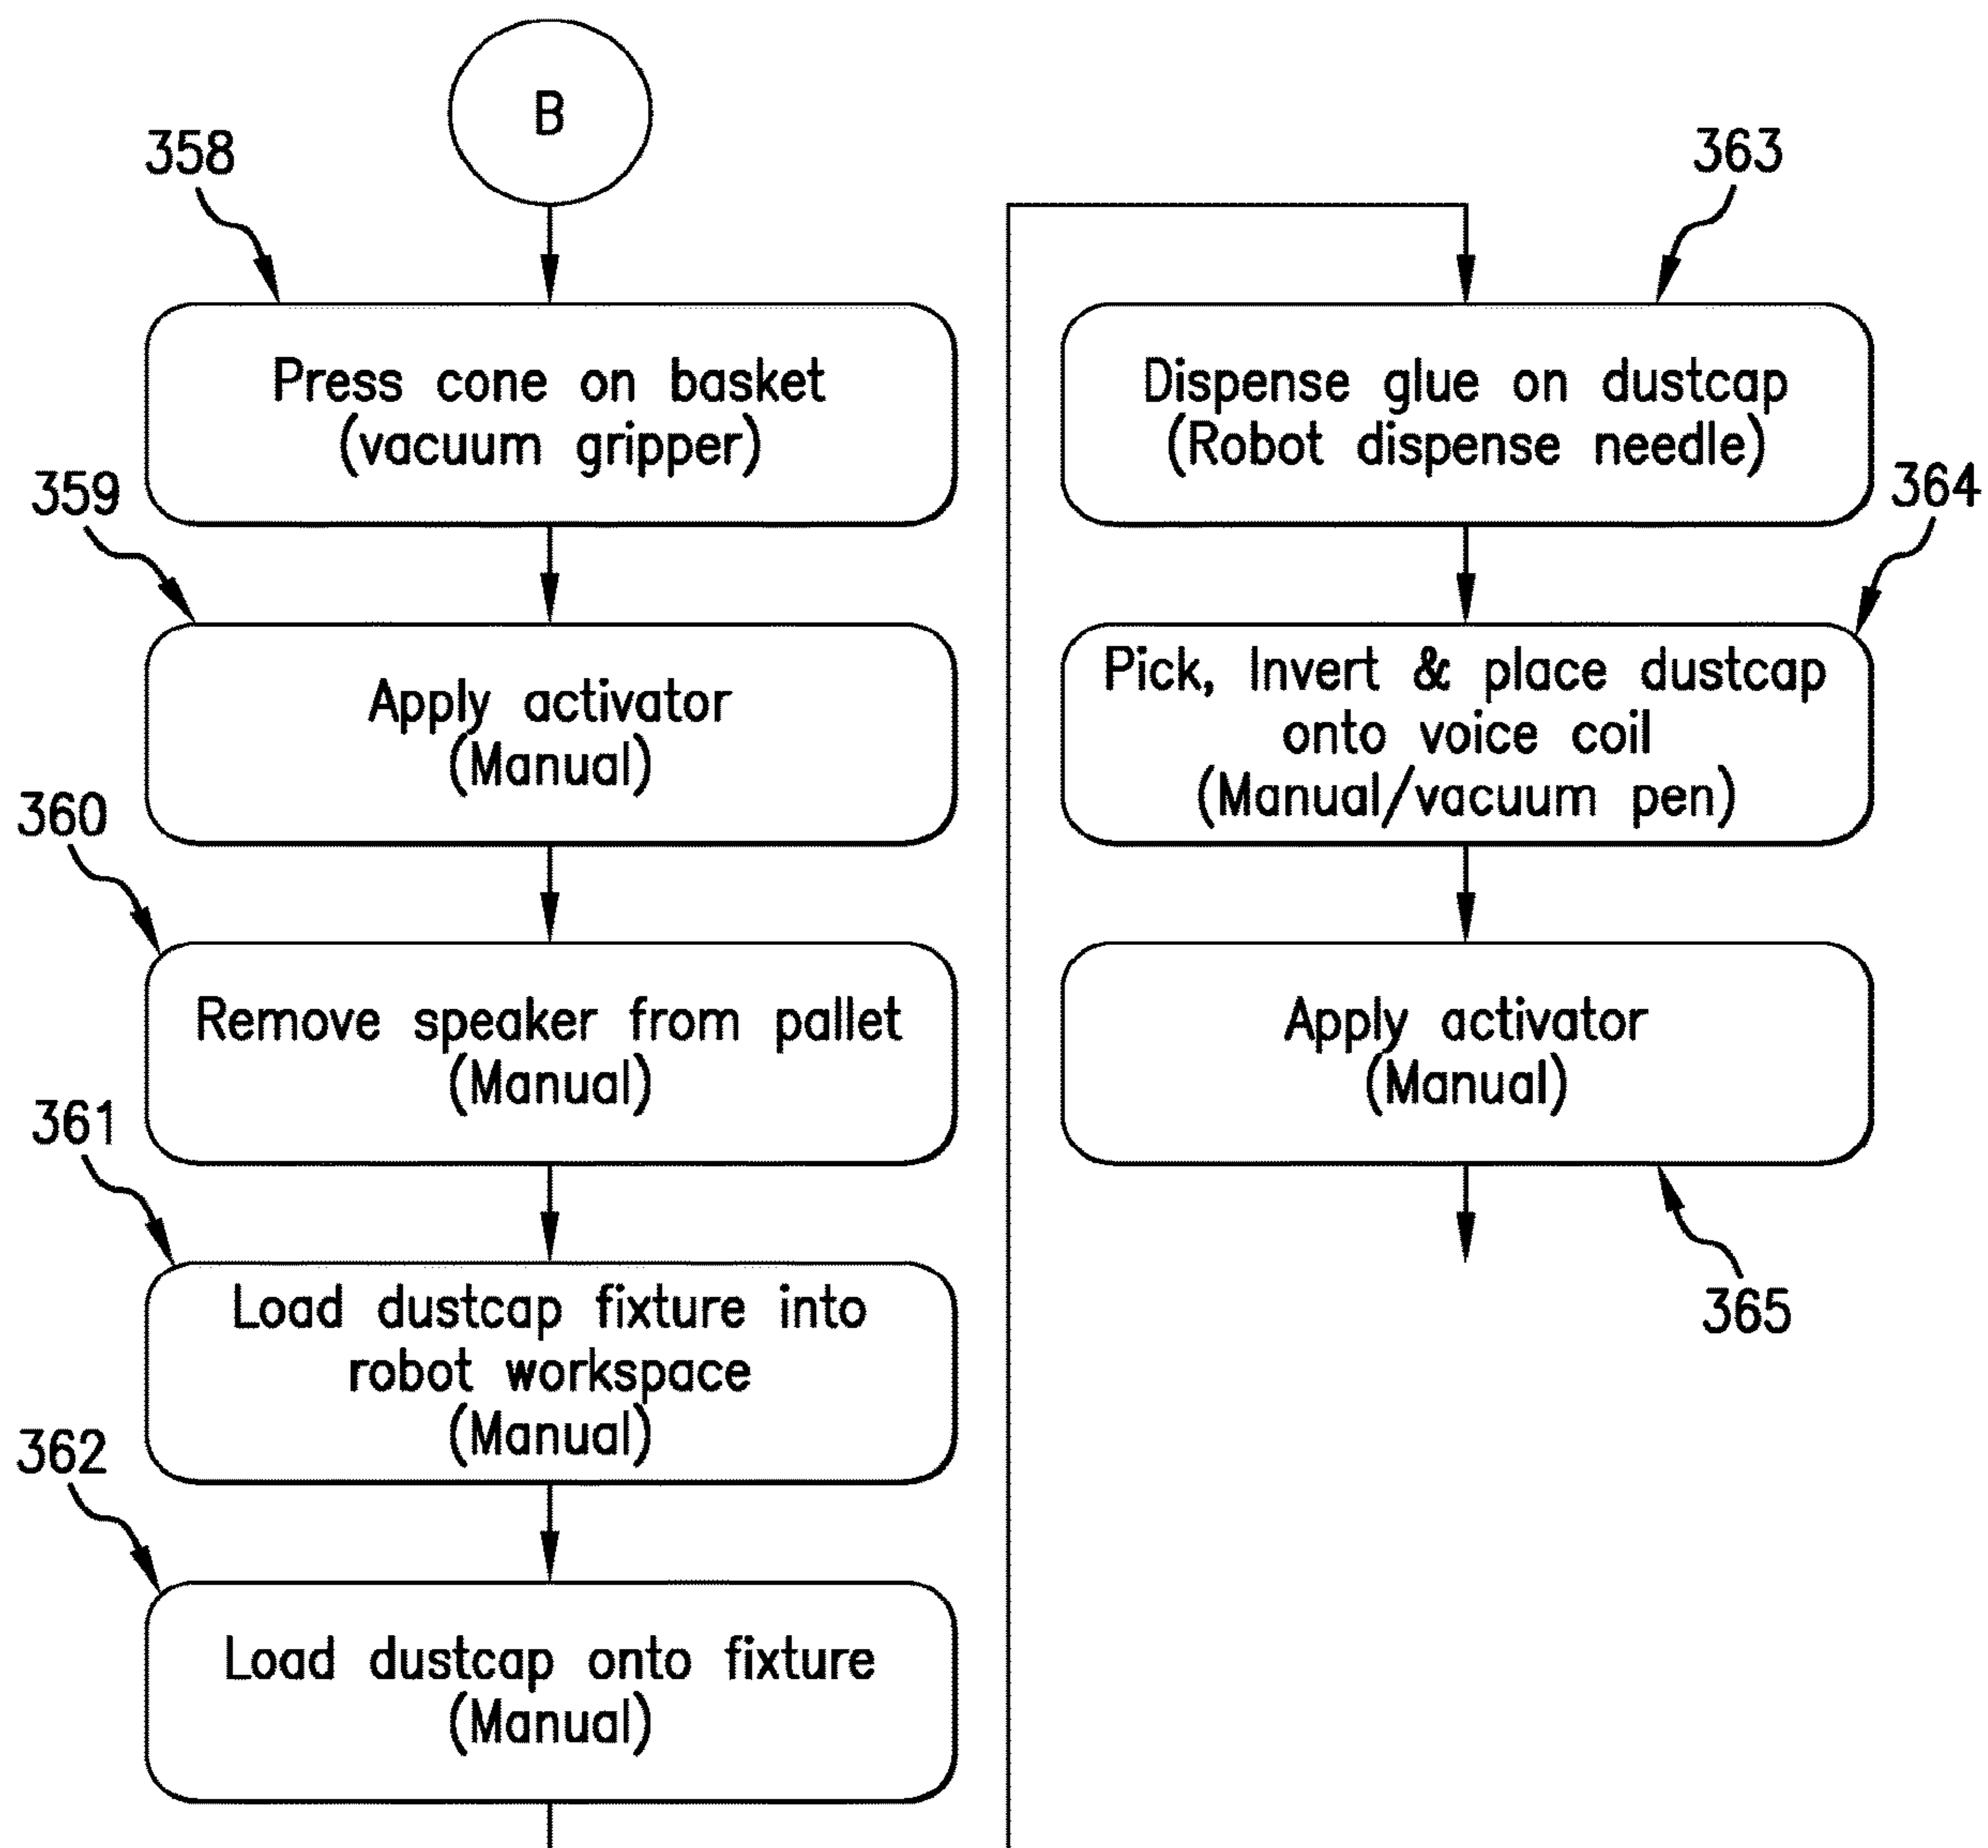 B
358
Press cone on basket
(vacuum gripper)
359
Apply activator
(Manual)
360
Remove speaker from pallet
(Manual)
361
Load dustcap fixture into
robot workspace
(Manual)
362
Load dustcap onto fixture
(Manual)
363
Dispense glue on dustcap
(Robot dispense needle)
364
Pick, Invert & place dustcap
onto voice coil
(Manual/vacuum pen)
Apply activator
(Manual)
365